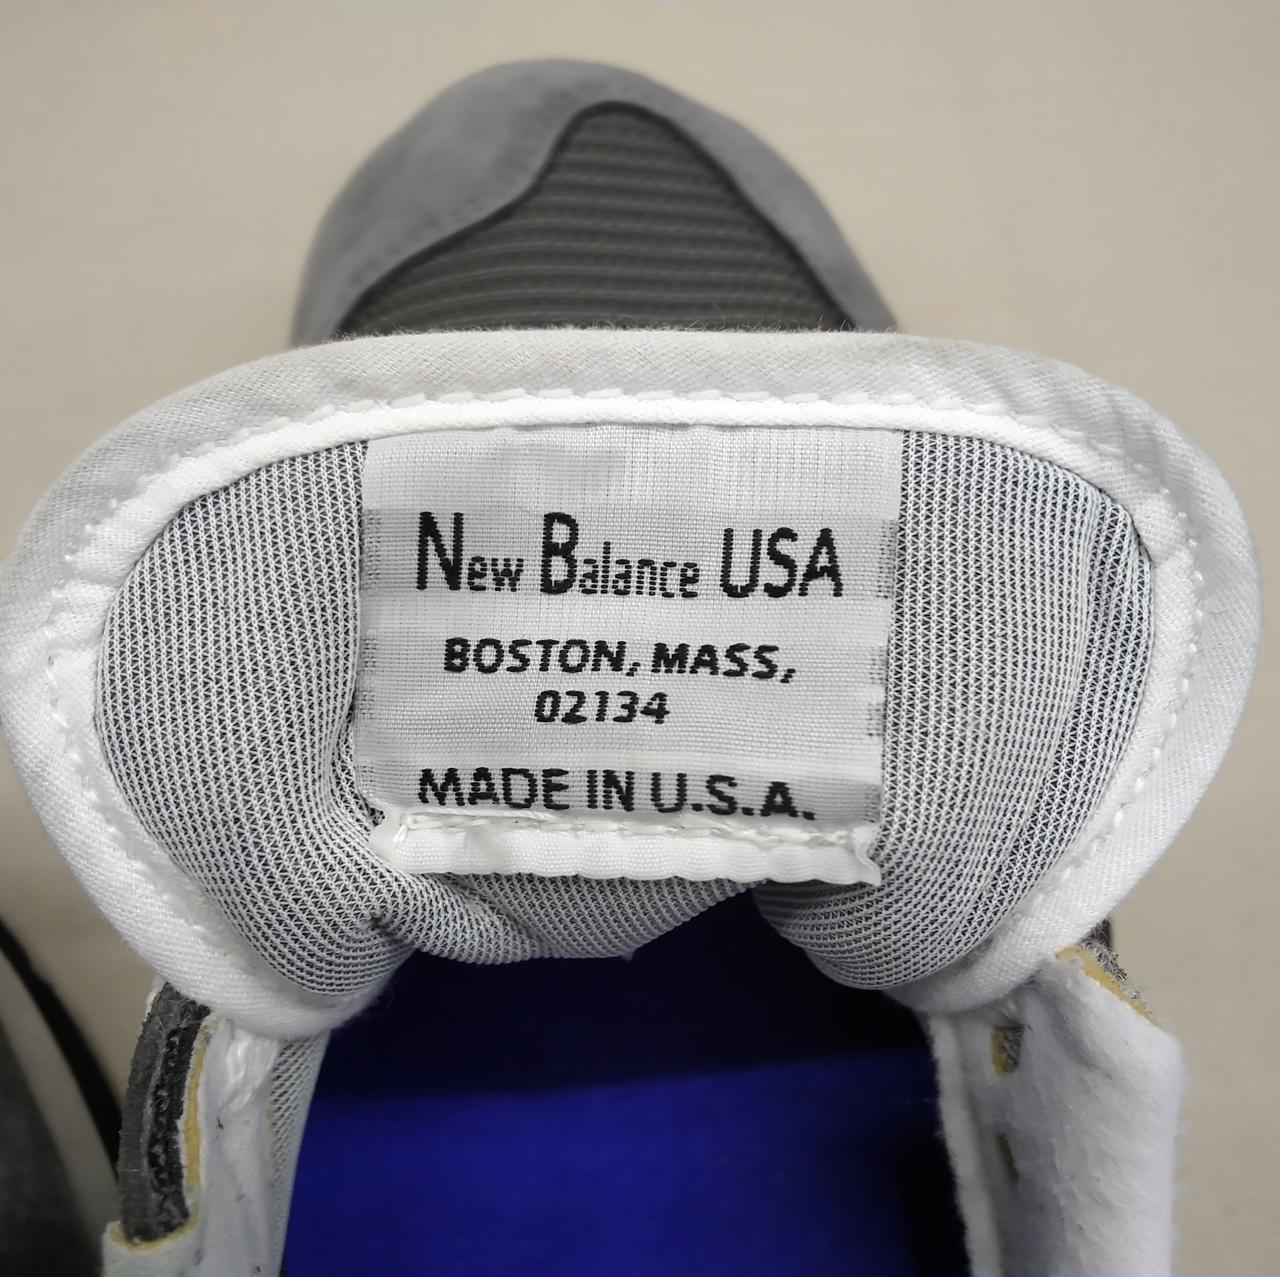 New Balance USA
BOSTON, MASS,
02134
MADE IN U.S.A.